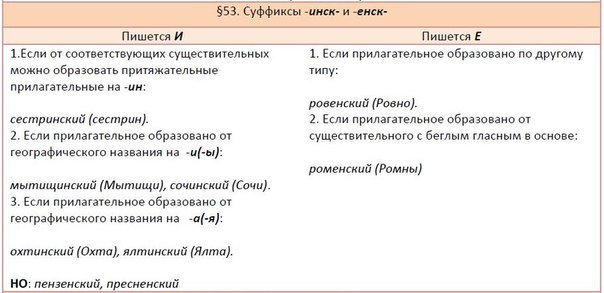 §53. Суффиксы -инск- и -енск-
Пишется И
1.Если от соответствующих существительных
можно образовать притяжательные
прилагательные на -ин:
сестринский (сестрин).
2. Если прилагательное образовано от
географического названия на -и(-ы):
мытищинский (Мытищи), сочинский (Сочи).
3. Если прилагательное образовано от
географического названия на -а(-я):
охтинский (Охта), ялтинский (Ялта).
НО: пензенский, пресненский
Пишется Е
1. Если прилагательное образовано по другому
типу:
ровенский (Ровно).
2. Если прилагательное образовано от
существительного с беглым гласным в основе:
роменский (Ромны)